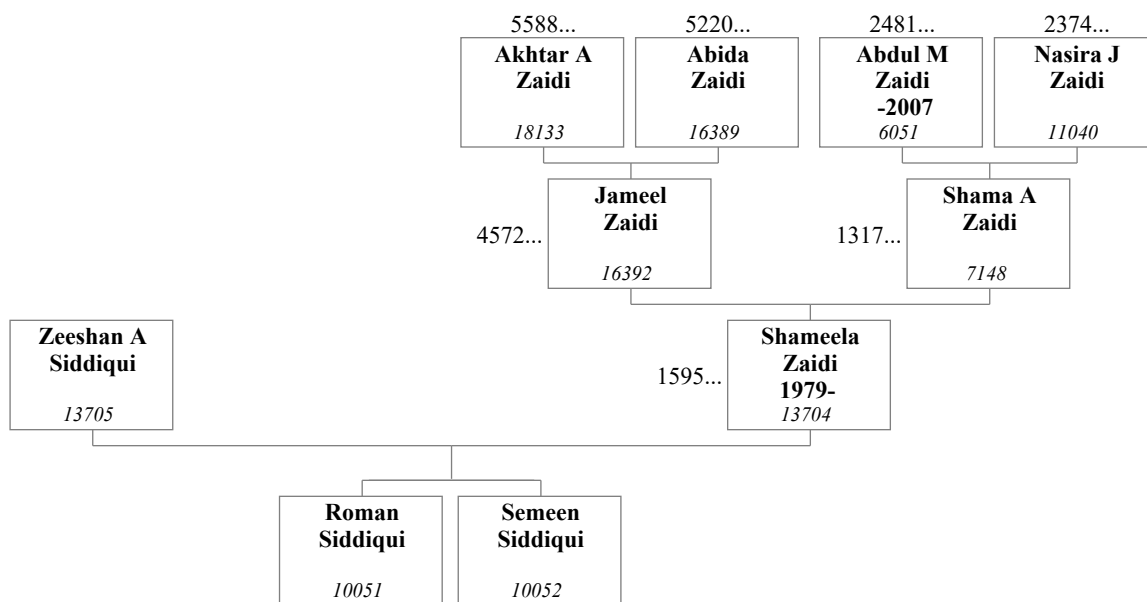 5588...
5220...
2481...
2374...
Akhtar A
Zaidi
18133
Abida
Zaidi
16389
Abdul M
Zaidi
-2007
6051
Nasira J
Zaidi
11040
4572...
Jameel
Zaidi
16392
1317...
Shama A
Zaidi
7148
Zeeshan A
Siddiqui
13705
1595...
Shameela
Zaidi
1979-
13704
Roman
Siddiqui
10051
Semeen
Siddiqui
10052